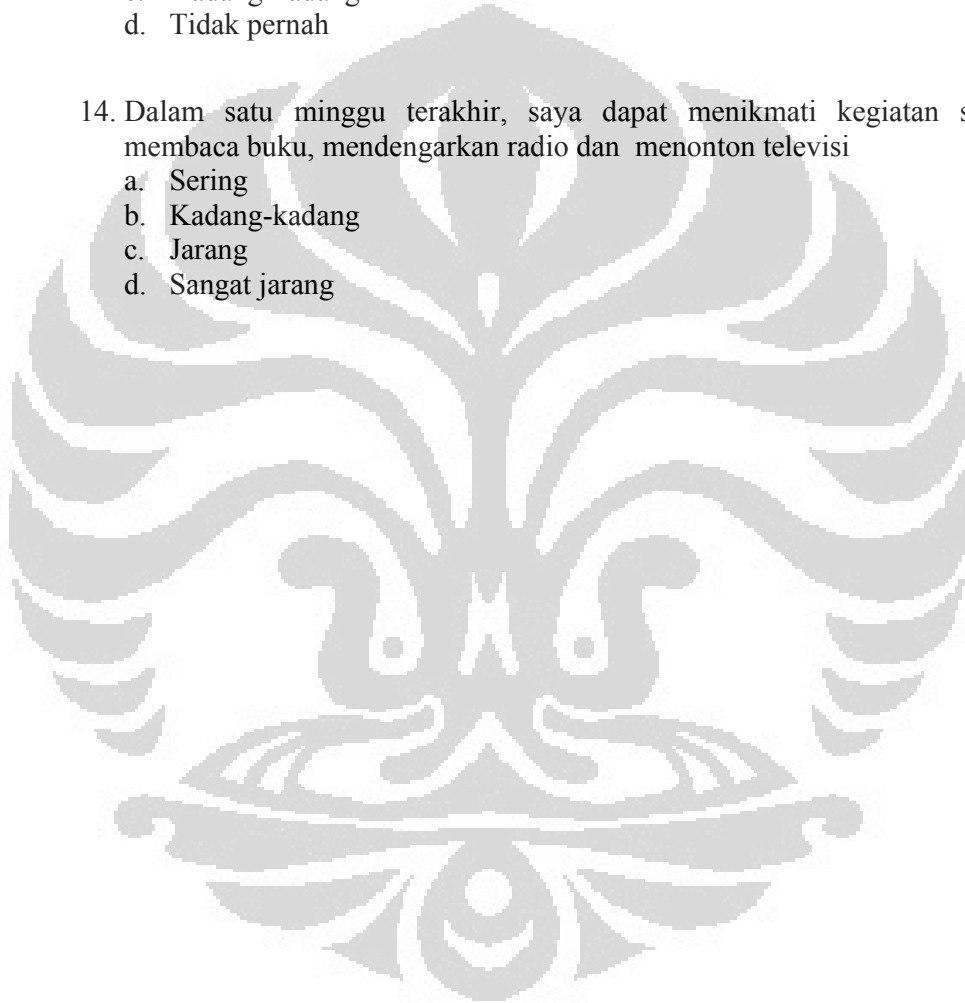 d. Tidak pernah
14. Dalam satu minggu terakhir, saya dapat menikmati kegiatan
membaca buku, mendengarkan radio dan menonton televisi
a. Sering
b. Kadang-kadang
c. Jarang
d. Sangat jarang